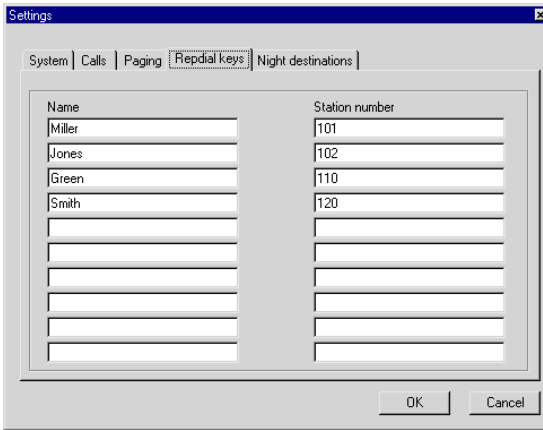 Settings
System Calls Paging Repdial keys Night destinations
Name Station number
Miller 101
Jones 102
Green 110
Smith 120
OK Cancel